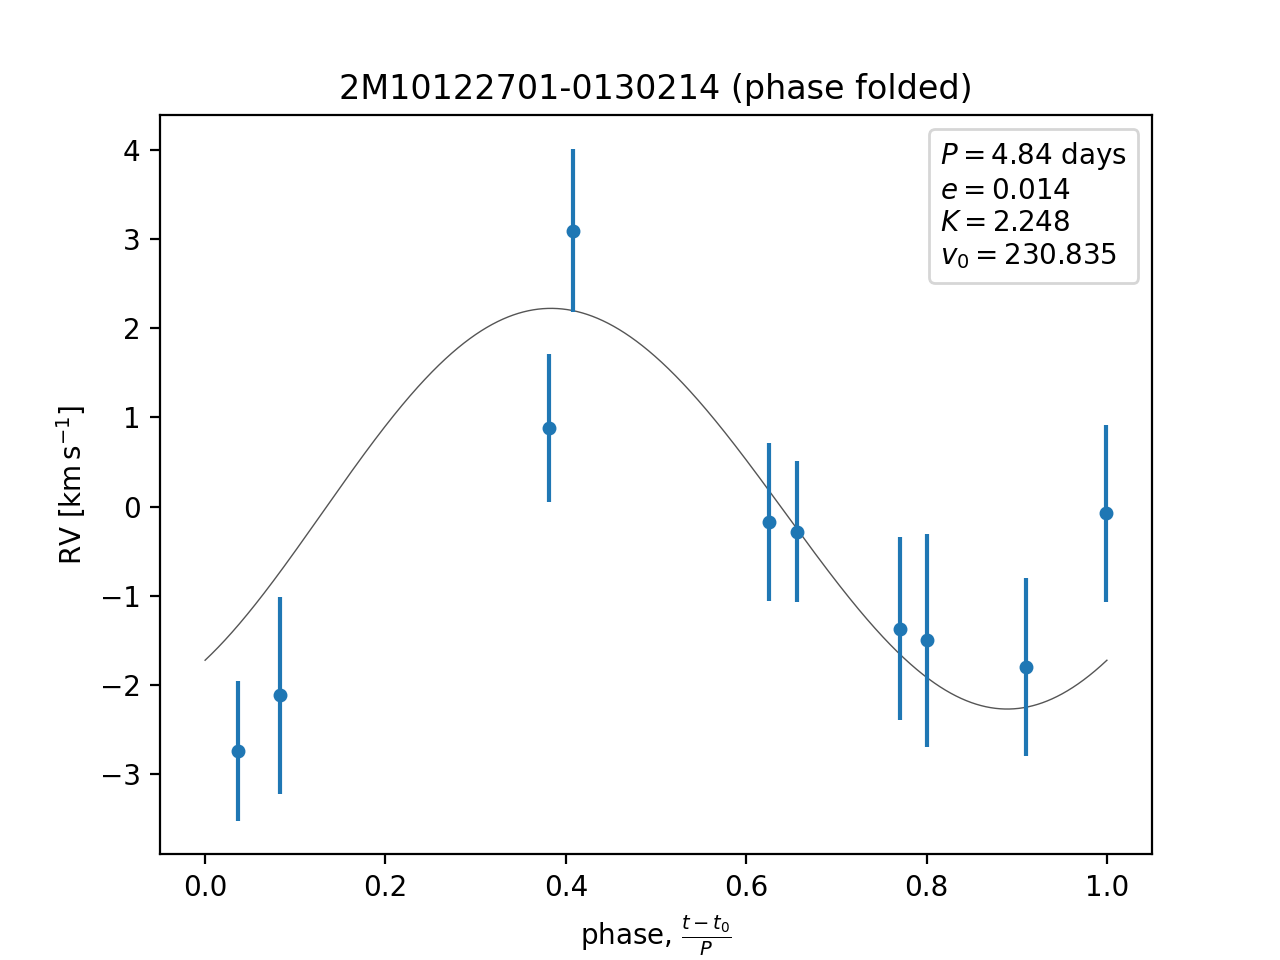 2M10122701-0130214 (phase folded)
P = 4.84 days
e = 0.014
K = 2.248
v₀ = 230.835
4
3
2
1
0
−1
−2
−3
RV [km s⁻¹]
0.0 0.2 0.4 0.6 0.8 1.0
phase, (t − t₀)/P